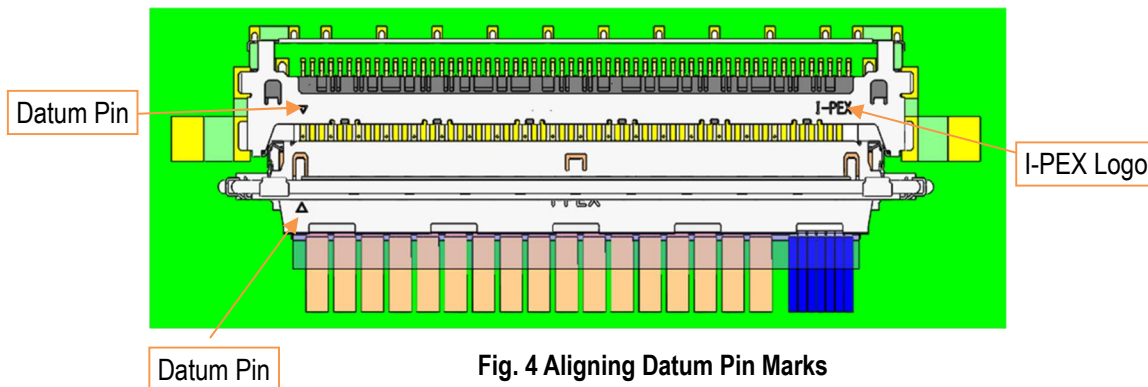 Datum Pin
I-PEX
I-PEX Logo
Datum Pin
Fig. 4 Aligning Datum Pin Marks